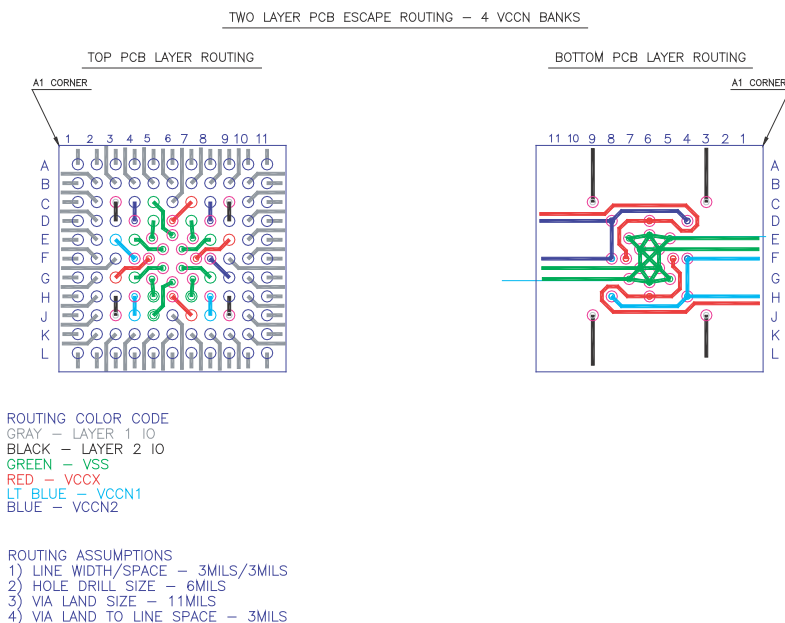 TWO LAYER PCB ESCAPE ROUTING – 4 VCCN BANKS
TOP PCB LAYER ROUTING
BOTTOM PCB LAYER ROUTING
A1 CORNER
A1 CORNER
1 2 3 4 5 6 7 8 9 10 11
11 10 9 8 7 6 5 4 3 2 1
A
B
C
D
E
F
G
H
J
K
L
A
B
C
D
E
F
G
H
J
K
L
ROUTING COLOR CODE
GRAY – LAYER 1 IO
BLACK – LAYER 2 IO
GREEN – VSS
RED – VCCX
LT BLUE – VCCN1
BLUE – VCCN2
ROUTING ASSUMPTIONS
1) LINE WIDTH/SPACE – 3MILS/3MILS
2) HOLE DRILL SIZE – 6MILS
3) VIA LAND SIZE – 11MILS
4) VIA LAND TO LINE SPACE – 3MILS